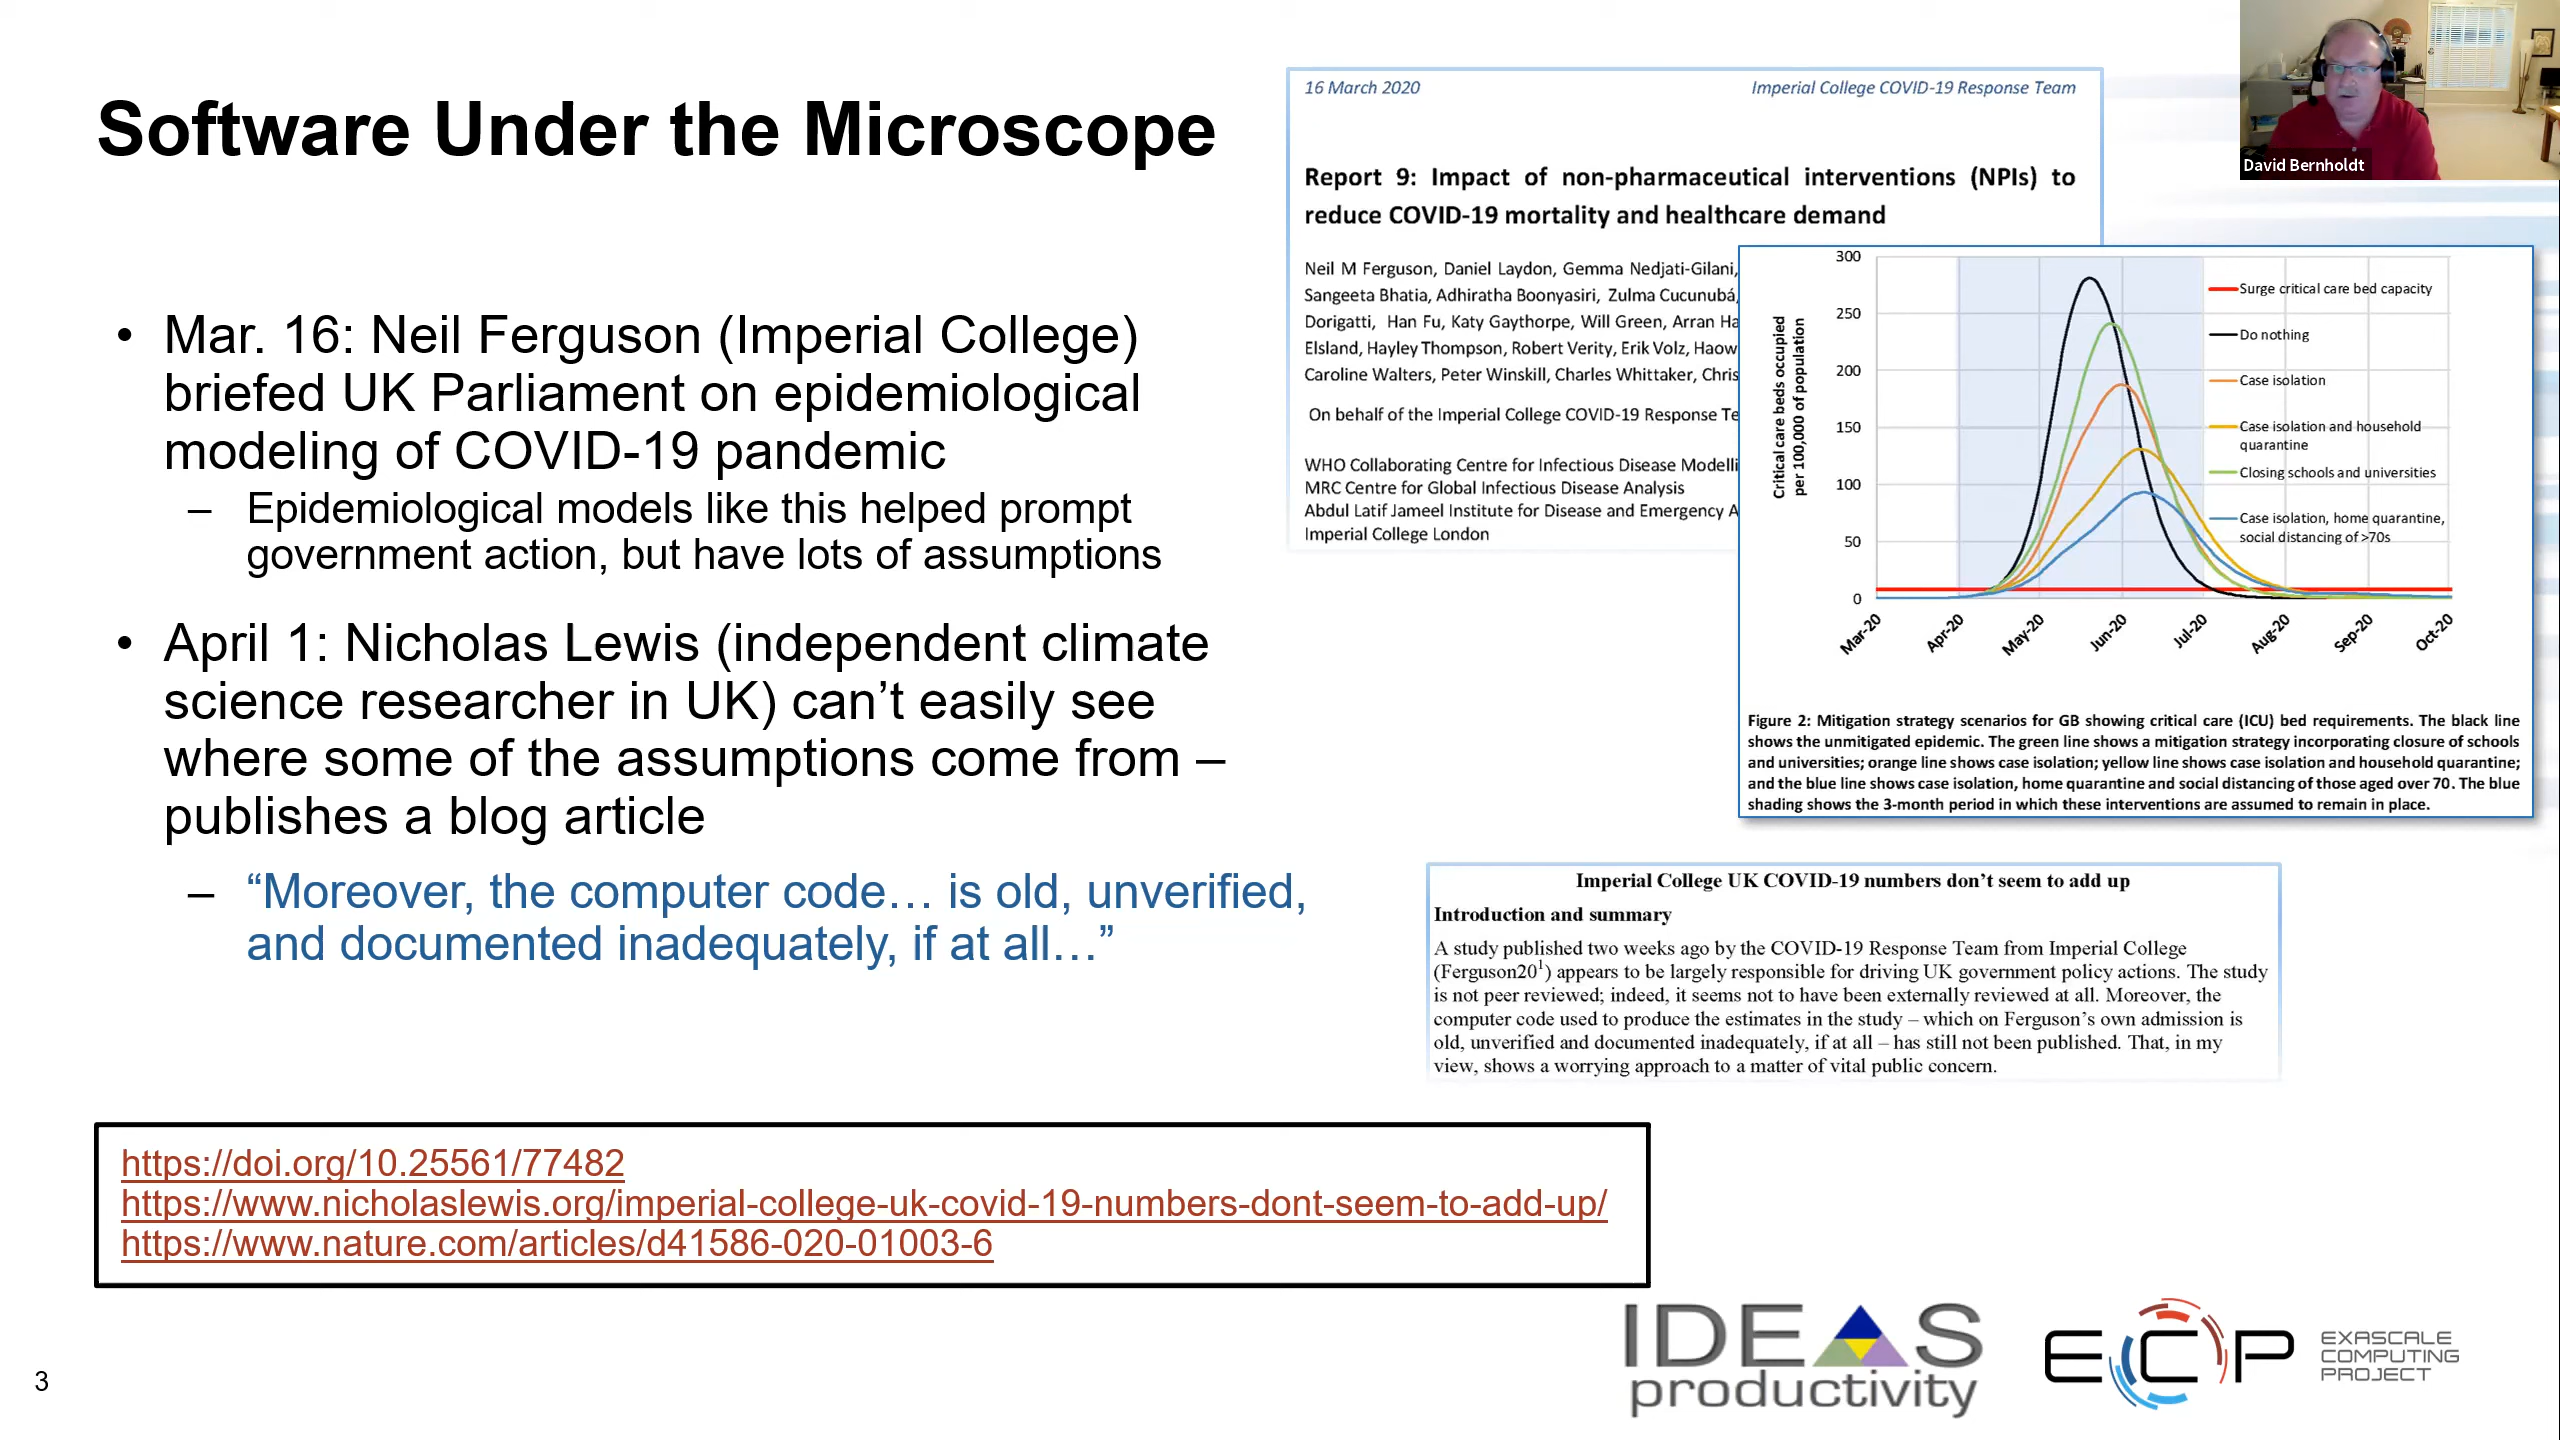 Software Under the Microscope
• Mar. 16: Neil Ferguson (Imperial College)
briefed UK Parliament on epidemiological
modeling of COVID-19 pandemic
– Epidemiological models like this helped prompt
government action, but have lots of assumptions
• April 1: Nicholas Lewis (independent climate
science researcher in UK) can’t easily see
where some of the assumptions come from –
publishes a blog article
– “Moreover, the computer code… is old, unverified,
and documented inadequately, if at all…”
16 March 2020 Imperial College COVID-19 Response Team
Report 9: Impact of non-pharmaceutical interventions (NPIs) to
reduce COVID-19 mortality and healthcare demand
Neil M Ferguson, Daniel Laydon, Gemma Nedjati-Gilani,
Sangeeta Bhatia, Adhiratha Boonyasiri, Zulma Cucunubá,
Dorigatti, Han Fu, Katy Gaythorpe, Will Green, Arran Ha
Elsland, Hayley Thompson, Robert Verity, Erik Volz, Haow
Caroline Walters, Peter Winskill, Charles Whittaker, Chris
On behalf of the Imperial College COVID-19 Response Te
WHO Collaborating Centre for Infectious Disease Modelli
MRC Centre for Global Infectious Disease Analysis
Abdul Latif Jameel Institute for Disease and Emergency A
Imperial College London
David Bernholdt
Critical care beds occupied
per 100,000 of population
300
250
200
150
100
50
0
Mar-20 Apr-20 May-20 Jun-20 Jul-20 Aug-20 Sep-20 Oct-20
Surge critical care bed capacity
Do nothing
Case isolation
Case isolation and household
quarantine
Closing schools and universities
Case isolation, home quarantine,
social distancing of >70s
Figure 2: Mitigation strategy scenarios for GB showing critical care (ICU) bed requirements. The black line
shows the unmitigated epidemic. The green line shows a mitigation strategy incorporating closure of schools
and universities; orange line shows case isolation; yellow line shows case isolation and household quarantine;
and the blue line shows case isolation, home quarantine and social distancing of those aged over 70. The blue
shading shows the 3-month period in which these interventions are assumed to remain in place.
Imperial College UK COVID-19 numbers don’t seem to add up
Introduction and summary
A study published two weeks ago by the COVID-19 Response Team from Imperial College
(Ferguson20¹) appears to be largely responsible for driving UK government policy actions. The study
is not peer reviewed; indeed, it seems not to have been externally reviewed at all. Moreover, the
computer code used to produce the estimates in the study – which on Ferguson’s own admission is
old, unverified and documented inadequately, if at all – has still not been published. That, in my
view, shows a worrying approach to a matter of vital public concern.
https://doi.org/10.25561/77482
https://www.nicholaslewis.org/imperial-college-uk-covid-19-numbers-dont-seem-to-add-up/
https://www.nature.com/articles/d41586-020-01003-6
3
IDEAS
productivity
ECP
EXASCALE
COMPUTING
PROJECT